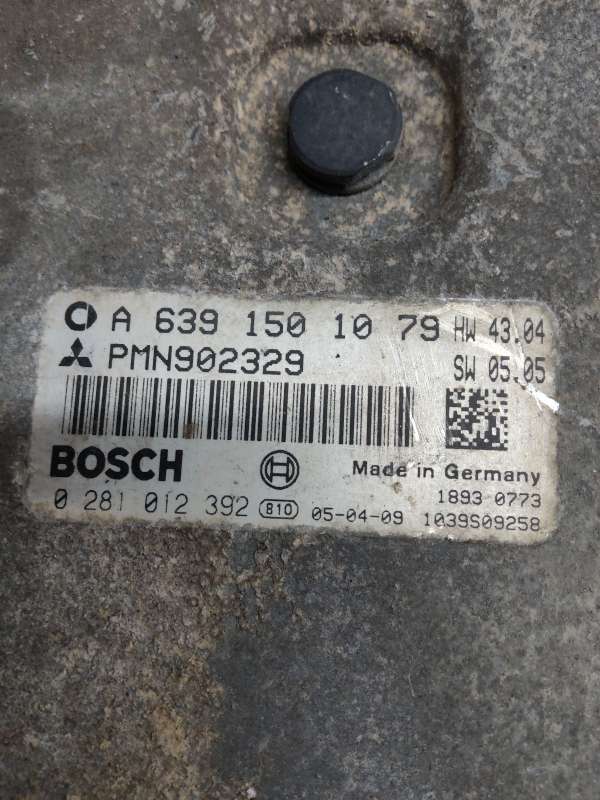 A 639 150 10 79 HW 43.04
PMN902329 SW 05.05
BOSCH Made in Germany
1893 0773
0 281 012 392 810 05-04-09 1039S09258